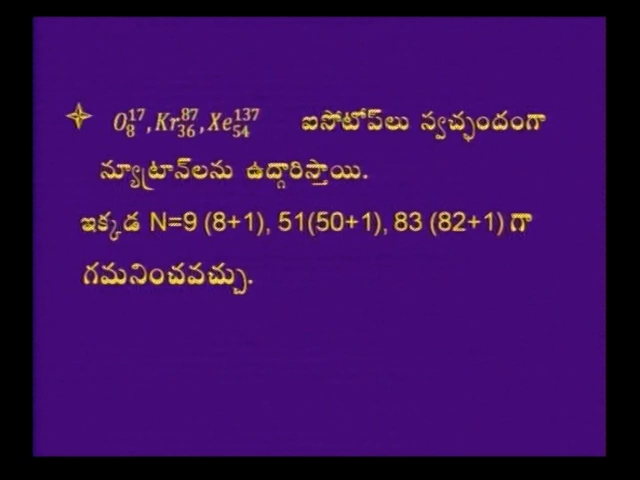 O₈¹⁷, Kr₃₆⁸⁷, Xe₅₄¹³⁷ ఐసోటోప్‌లు స్వచ్ఛందంగా
న్యూట్రాన్‌లను ఉద్గారిస్తాయి.
ఇక్కడ N=9 (8+1), 51(50+1), 83 (82+1) గా
గమనించవచ్చు.